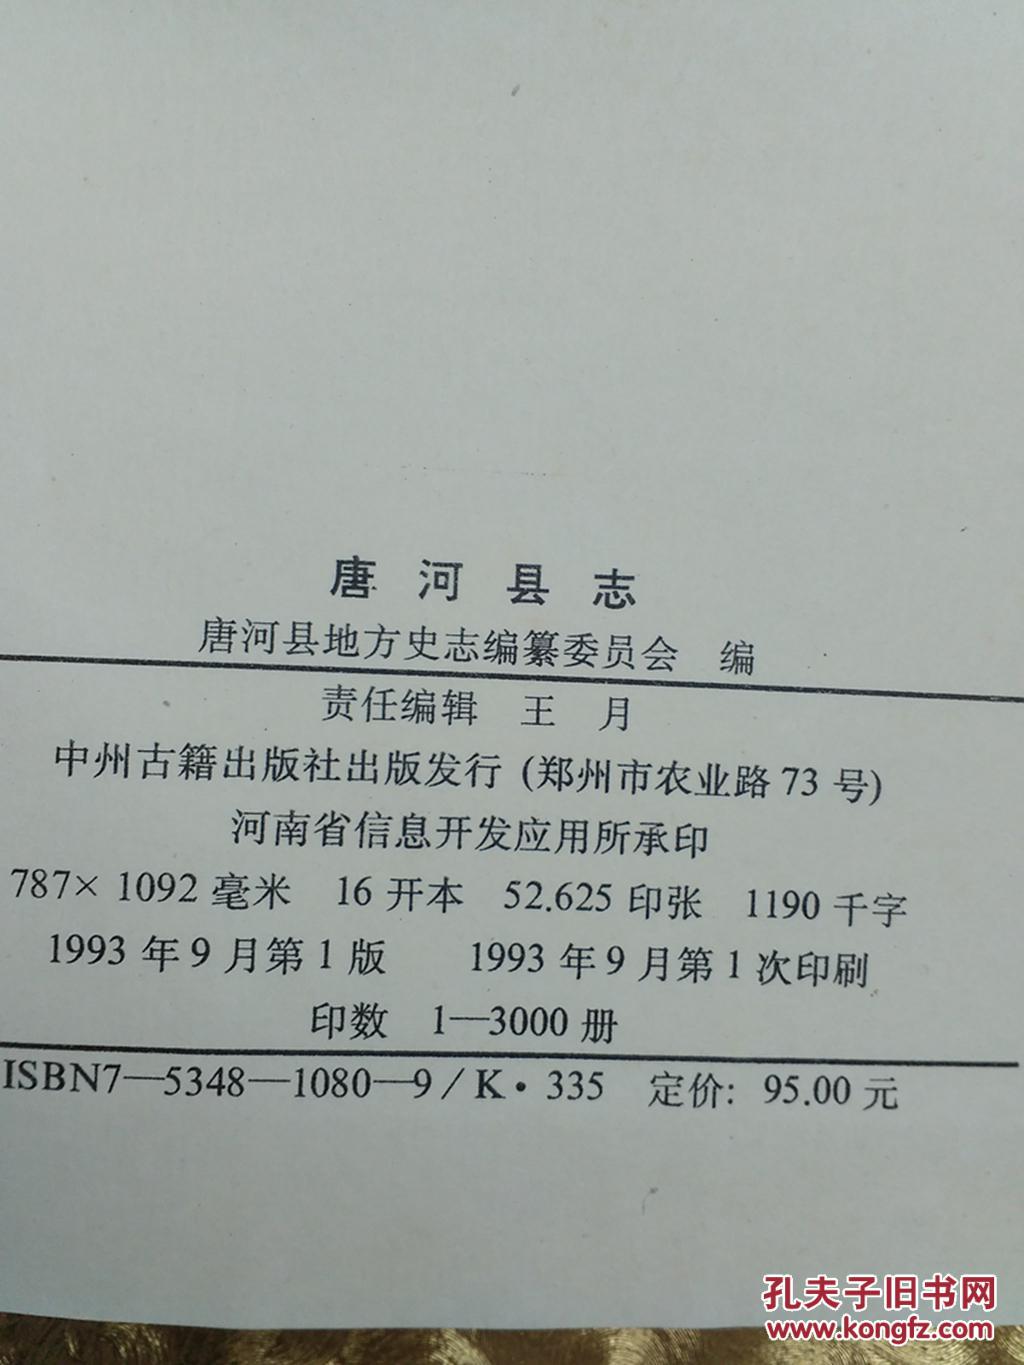 唐河县志
唐河县地方史志编纂委员会 编
责任编辑 王 月
中州古籍出版社出版发行 (郑州市农业路 73 号)
河南省信息开发应用所承印
787× 1092 毫米 16 开本 52.625 印张 1190 千字
1993 年 9 月第 1 版 1993 年 9 月第 1 次印刷
印数 1—3000 册
ISBN7—5348—1080—9/K·335 定价: 95.00 元
孔夫子旧书网
www.kongfz.com